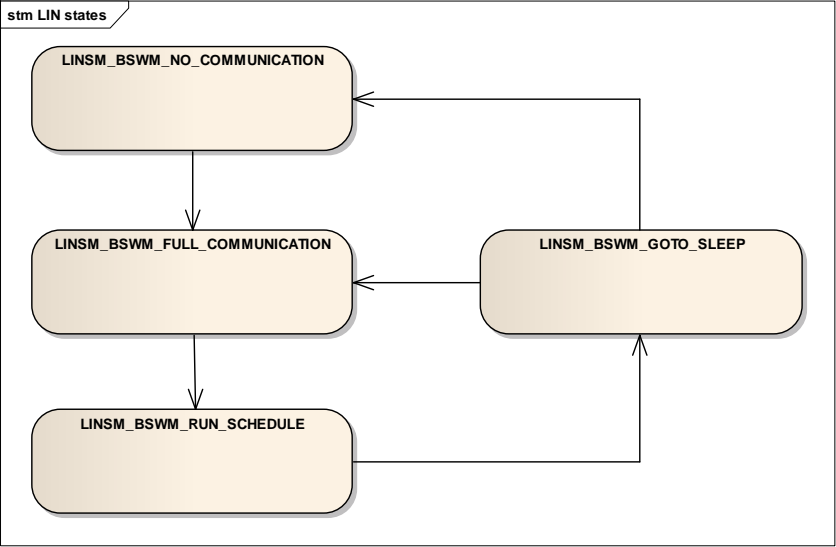 stm LIN states
LINSM_BSWM_NO_COMMUNICATION
LINSM_BSWM_FULL_COMMUNICATION
LINSM_BSWM_GOTO_SLEEP
LINSM_BSWM_RUN_SCHEDULE